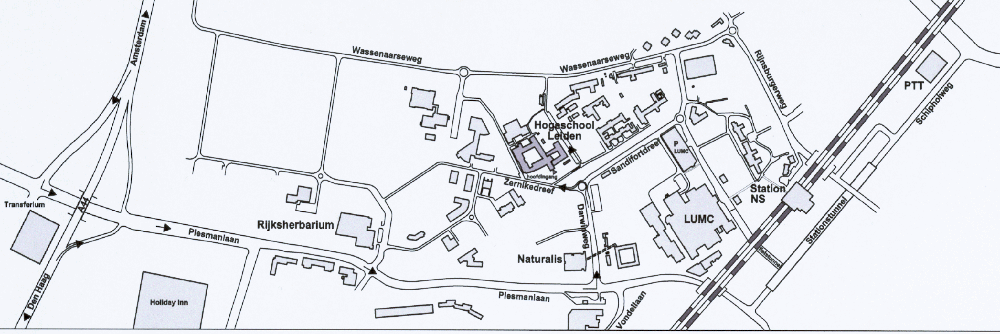 Amsterdam
Wassenaarseweg
Wassenaarseweg
Rijnsburgerweg
PTT
Schipholweg
Hogeschool
Leiden
P
LUMC
Sandifortdreef
hoofdingang
Zernikedreef
Station
NS
A44
Transferium
Rijksherbarium
Plesmanlaan
Darwinweg
LUMC
Stationstunnel
fietstunnel
Naturalis
Den Haag
Holiday Inn
Plesmanlaan
Vondellaan